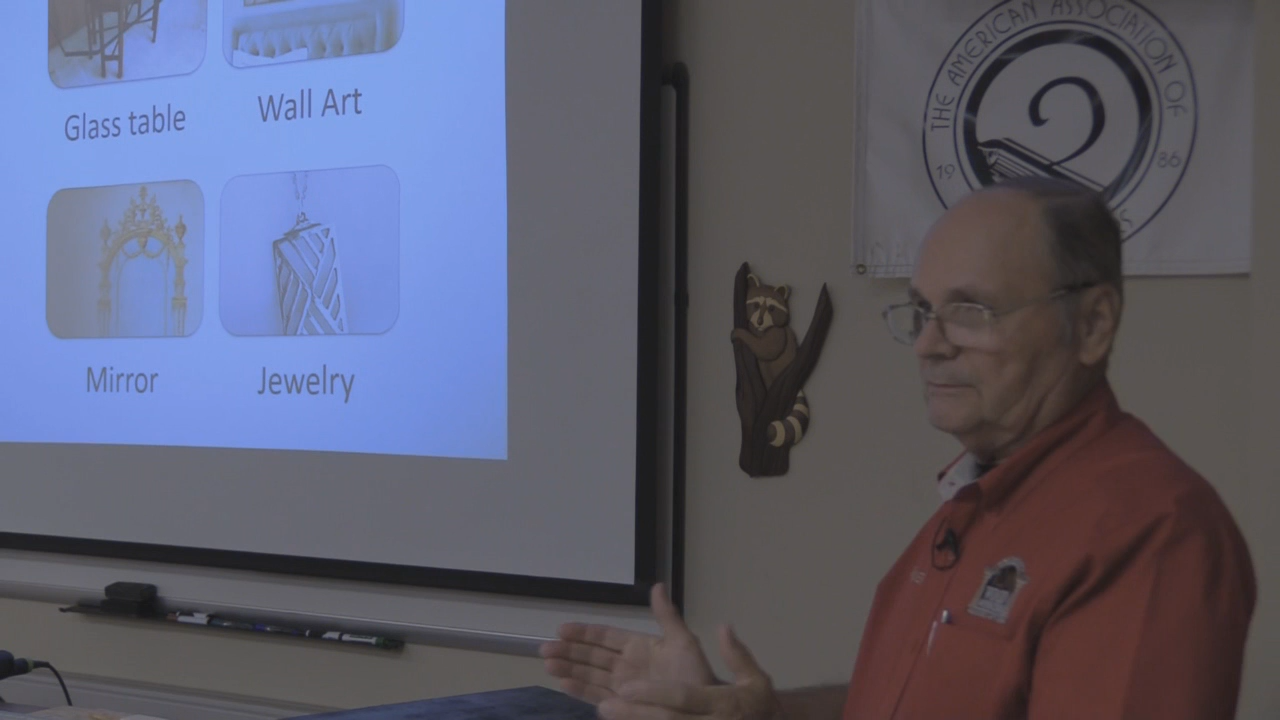 Glass table
Wall Art
Mirror
Jewelry
THE AMERICAN ASSOCIATION OF
19
86